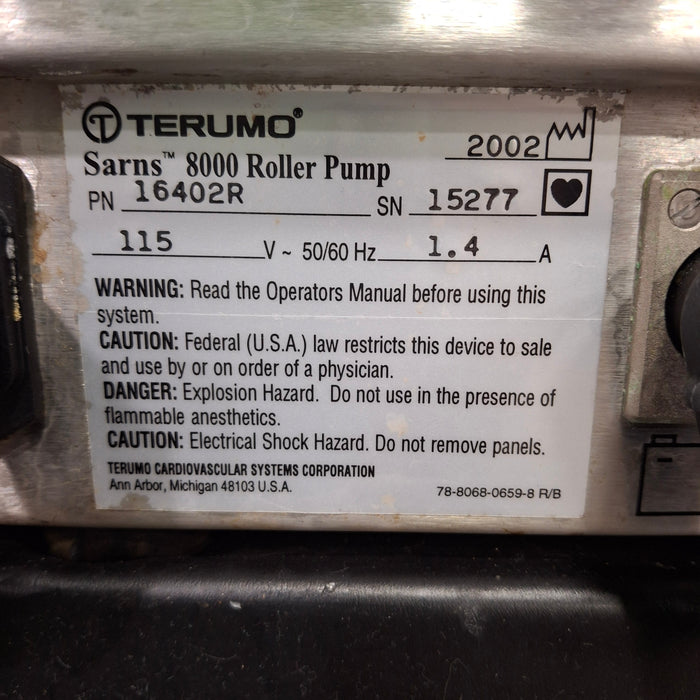 TERUMO®
2002
Sarns™ 8000 Roller Pump
PN 16402R SN 15277
115 V ~ 50/60 Hz 1.4 A
WARNING: Read the Operators Manual before using this
system.
CAUTION: Federal (U.S.A.) law restricts this device to sale
and use by or on order of a physician.
DANGER: Explosion Hazard. Do not use in the presence of
flammable anesthetics.
CAUTION: Electrical Shock Hazard. Do not remove panels.
TERUMO CARDIOVASCULAR SYSTEMS CORPORATION
Ann Arbor, Michigan 48103 U.S.A. 78-8068-0659-8 R/B